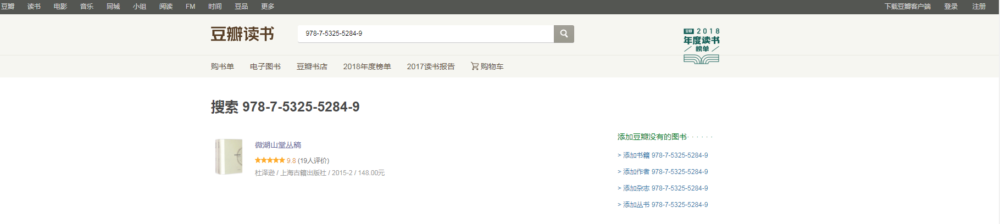 豆瓣 读书 电影 音乐 同城 小组 阅读 FM 时间 豆品 更多 下载豆瓣客户端 登录 注册
豆瓣读书
978-7-5325-5284-9
豆瓣 2018
年度读书
榜单
购书单 电子图书 豆瓣书店 2018年度榜单 2017读书报告 购物车
搜索 978-7-5325-5284-9
微湖山堂丛稿
9.8 (19人评价)
杜泽逊 / 上海古籍出版社 / 2015-2 / 148.00元
添加豆瓣没有的图书· · · · · ·
> 添加书籍 978-7-5325-5284-9
> 添加作者 978-7-5325-5284-9
> 添加杂志 978-7-5325-5284-9
> 添加丛书 978-7-5325-5284-9